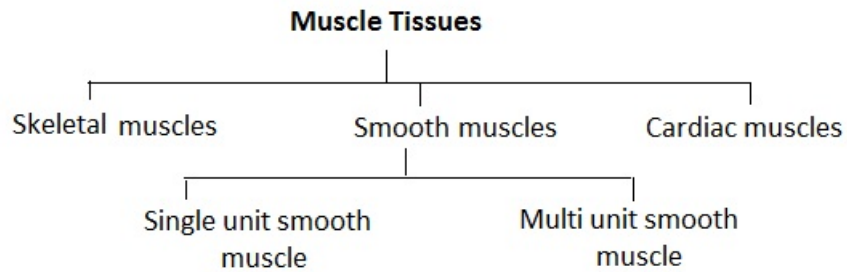 Muscle Tissues
Skeletal muscles
Smooth muscles
Cardiac muscles
Single unit smooth
muscle
Multi unit smooth
muscle